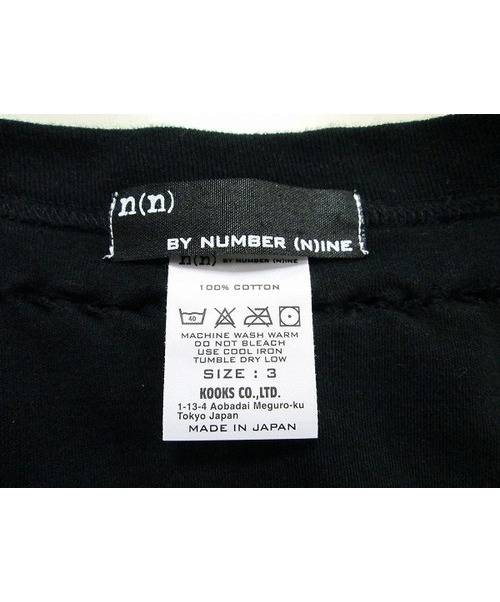 n(n)
BY NUMBER (N)INE
n(n) BY NUMBER (N)INE
100% COTTON
40
MACHINE WASH WARM
DO NOT BLEACH
USE COOL IRON
TUMBLE DRY LOW
SIZE : 3
KOOKS CO.,LTD.
1-13-4 Aobadai Meguro-ku
Tokyo Japan
MADE IN JAPAN